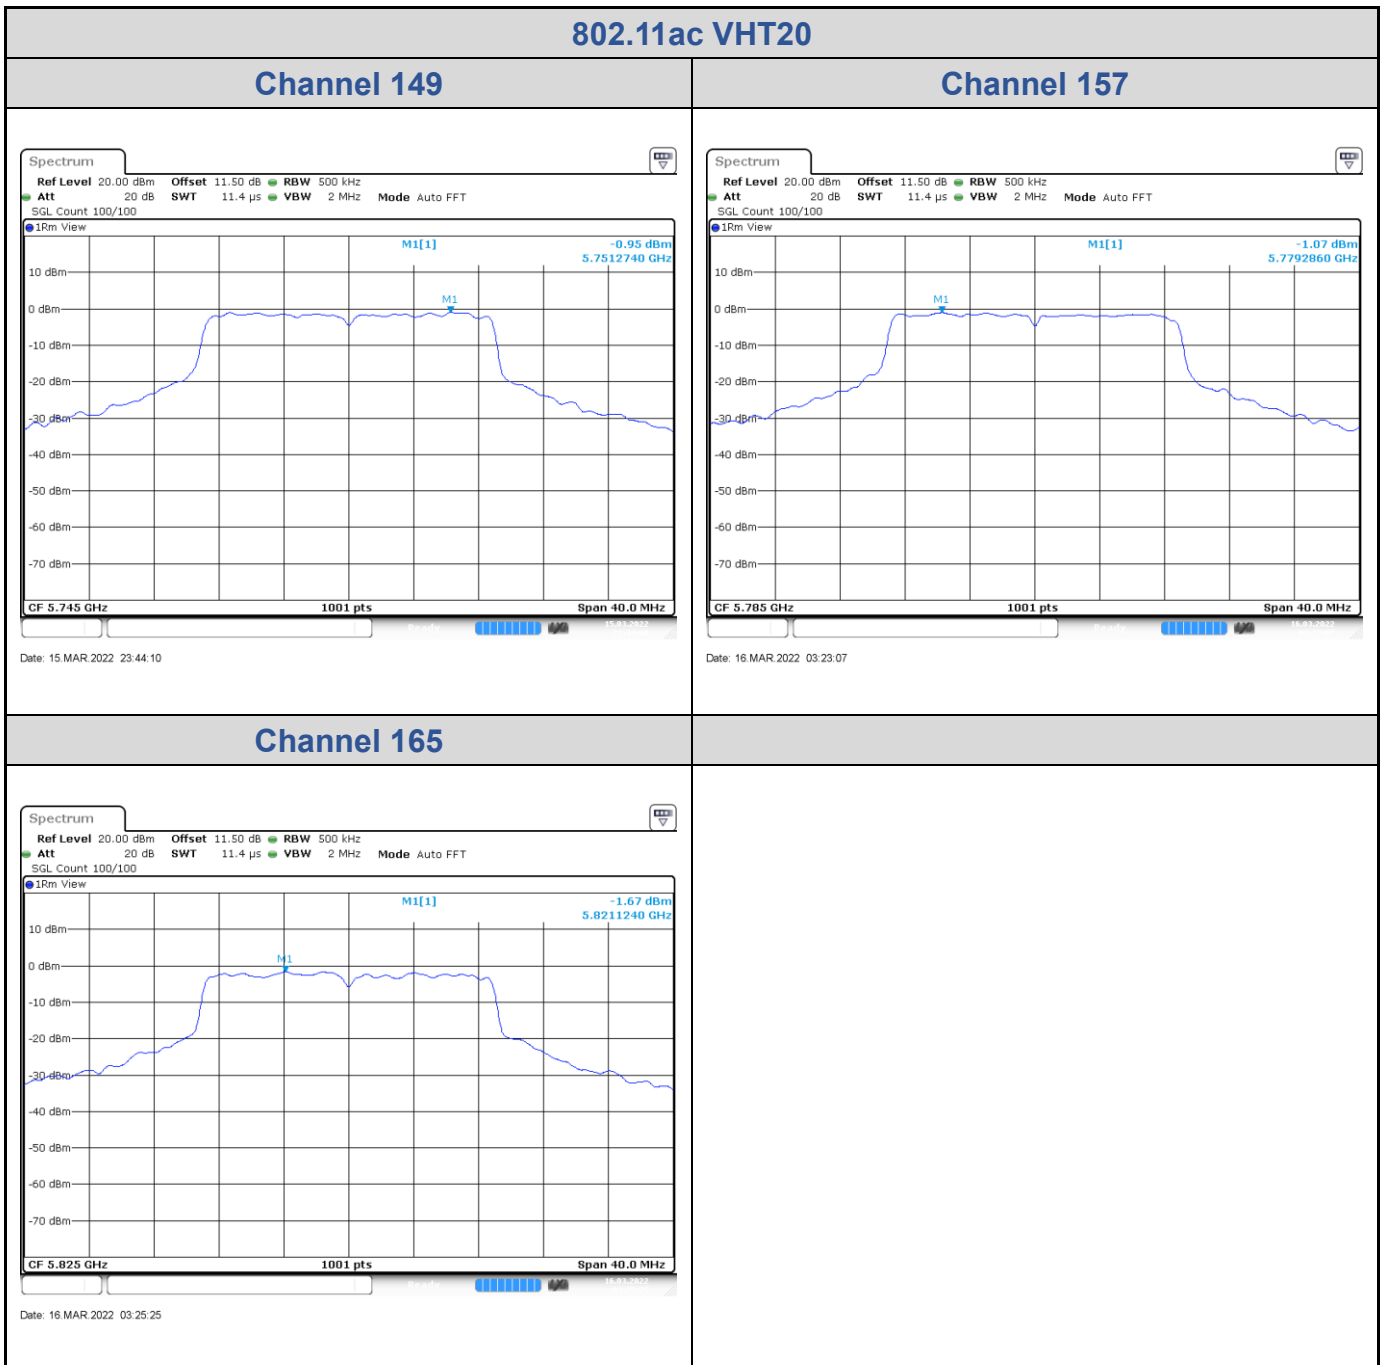 802.11ac VHT20
Channel 149
Spectrum
Ref Level 20.00 dBm Offset 11.50 dB RBW 500 kHz
Att 20 dB SWT 11.4 µs VBW 2 MHz Mode Auto FFT
SGL Count 100/100
1Rm View
M1[1] -0.95 dBm
5.7512740 GHz
10 dBm
M1
0 dBm
-10 dBm
-20 dBm
-30 dBm
-40 dBm
-50 dBm
-60 dBm
-70 dBm
CF 5.745 GHz 1001 pts Span 40.0 MHz
Ready 15.03.2022
Date: 15.MAR.2022 23:44:10
Channel 157
Spectrum
Ref Level 20.00 dBm Offset 11.50 dB RBW 500 kHz
Att 20 dB SWT 11.4 µs VBW 2 MHz Mode Auto FFT
SGL Count 100/100
1Rm View
M1[1] -1.07 dBm
5.7792860 GHz
10 dBm
M1
0 dBm
-10 dBm
-20 dBm
-30 dBm
-40 dBm
-50 dBm
-60 dBm
-70 dBm
CF 5.785 GHz 1001 pts Span 40.0 MHz
Ready 16.03.2022
Date: 16.MAR.2022 03:23:07
Channel 165
Spectrum
Ref Level 20.00 dBm Offset 11.50 dB RBW 500 kHz
Att 20 dB SWT 11.4 µs VBW 2 MHz Mode Auto FFT
SGL Count 100/100
1Rm View
M1[1] -1.67 dBm
5.8211240 GHz
10 dBm
M1
0 dBm
-10 dBm
-20 dBm
-30 dBm
-40 dBm
-50 dBm
-60 dBm
-70 dBm
CF 5.825 GHz 1001 pts Span 40.0 MHz
Ready 16.03.2022
Date: 16.MAR.2022 03:25:25